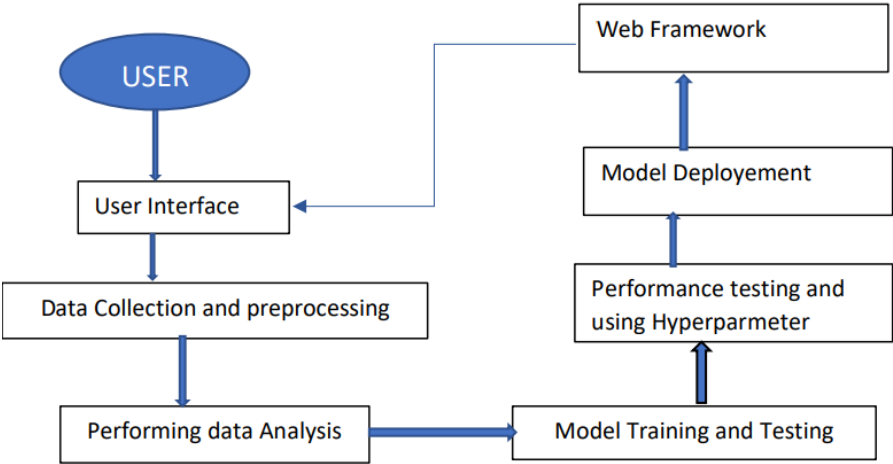 USER
User Interface
Data Collection and preprocessing
Performing data Analysis
Model Training and Testing
Performance testing and
using Hyperparmeter
Model Deployement
Web Framework